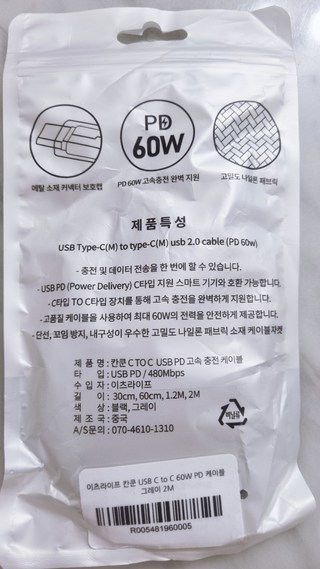 PD
60W
메탈 소재 커넥터 보호캡
PD 60W 고속충전 완벽 지원
고밀도 나일론 패브릭
제품특성
USB Type-C(M) to type-C(M) usb 2.0 cable (PD 60w)
- 충전 및 데이터 전송을 한 번에 할 수 있습니다.
- USB PD (Power Delivery) C타입 지원 스마트 기기와 호환 가능합니다.
- C타입 TO C타입 장치를 통해 고속 충전을 완벽하게 지원합니다.
- 고품질 케이블을 사용하여 최대 60W의 전력을 안전하게 제공합니다.
- 단선, 꼬임 방지, 내구성이 우수한 고밀도 나일론 패브릭 소재 케이블자켓
제 품 명 : 칸쿤 C TO C USB PD 고속 충전 케이블
타 입 : USB PD / 480Mbps
수 입 자 : 이츠라이프
길 이 : 30cm, 60cm, 1.2M, 2M
색 상 : 블랙, 그레이
제 조 국 : 중국
A/S문의 : 070-4610-1310
비닐류
이츠라이프 칸쿤 USB C to C 60W PD 케이블
그레이 2M
R005481960005